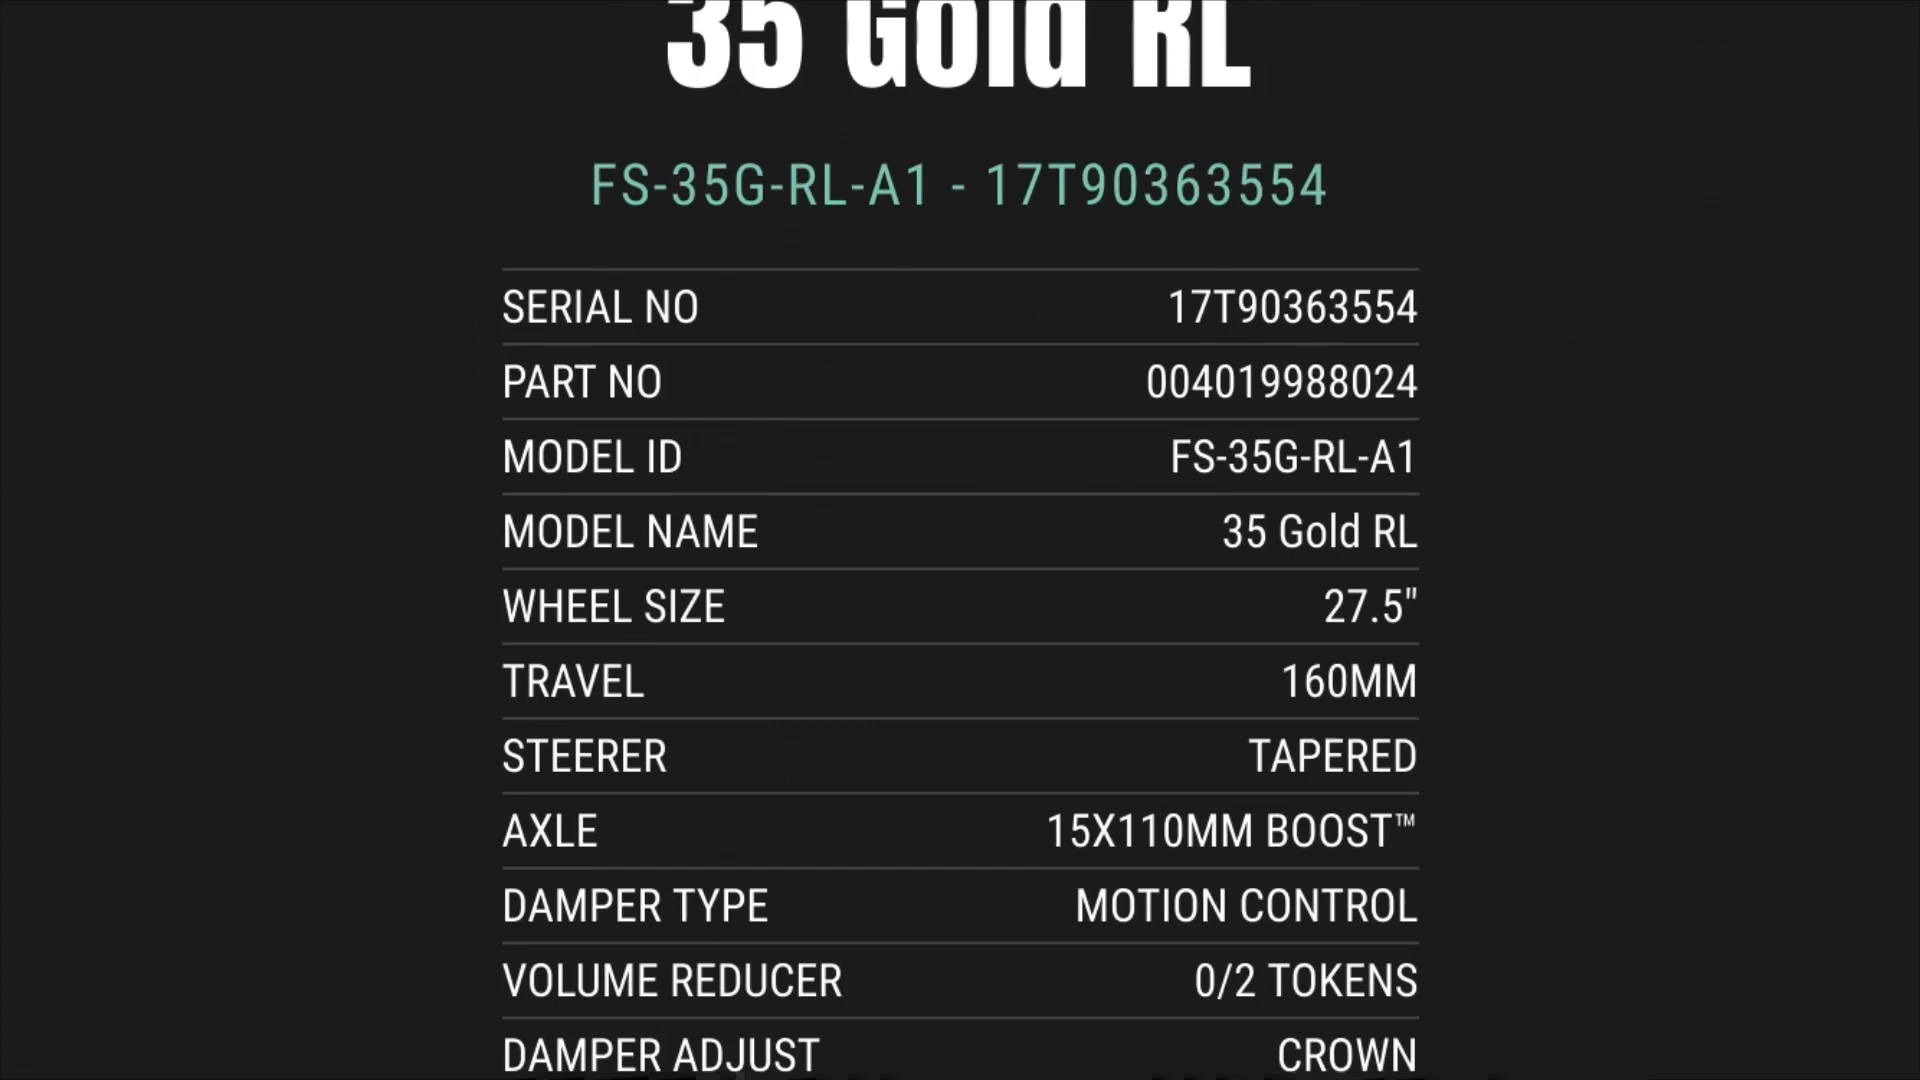 35 Gold RL
FS-35G-RL-A1 - 17T90363554
SERIAL NO 17T90363554
PART NO 004019988024
MODEL ID FS-35G-RL-A1
MODEL NAME 35 Gold RL
WHEEL SIZE 27.5"
TRAVEL 160MM
STEERER TAPERED
AXLE 15X110MM BOOST™
DAMPER TYPE MOTION CONTROL
VOLUME REDUCER 0/2 TOKENS
DAMPER ADJUST CROWN